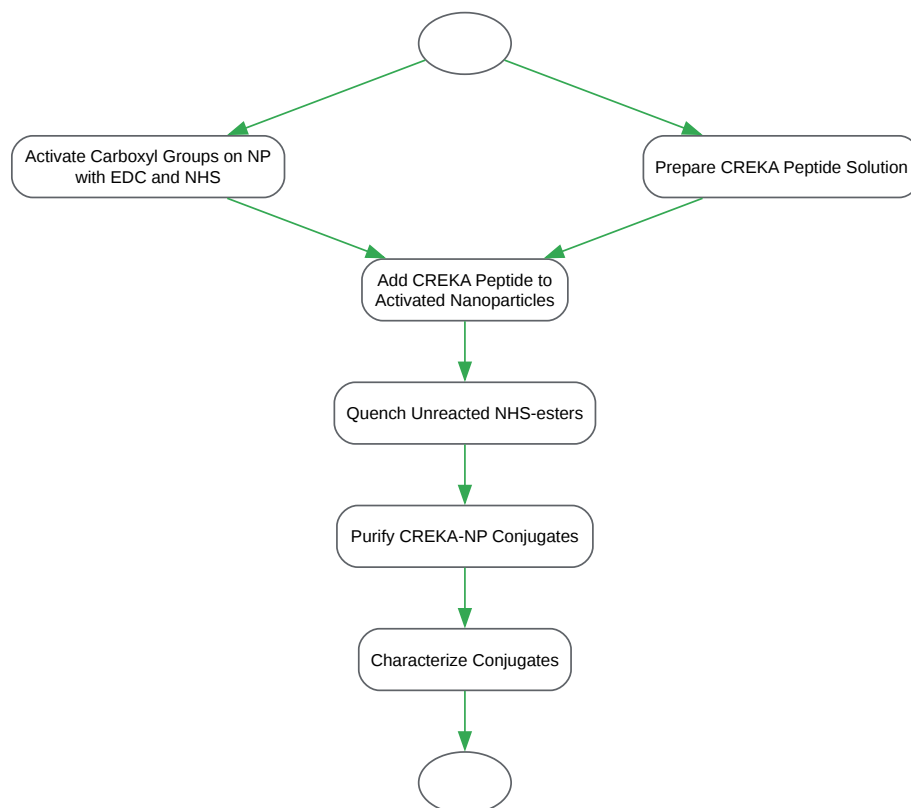 Activate Carboxyl Groups on NP
with EDC and NHS
Prepare CREKA Peptide Solution
Add CREKA Peptide to
Activated Nanoparticles
Quench Unreacted NHS-esters
Purify CREKA-NP Conjugates
Characterize Conjugates